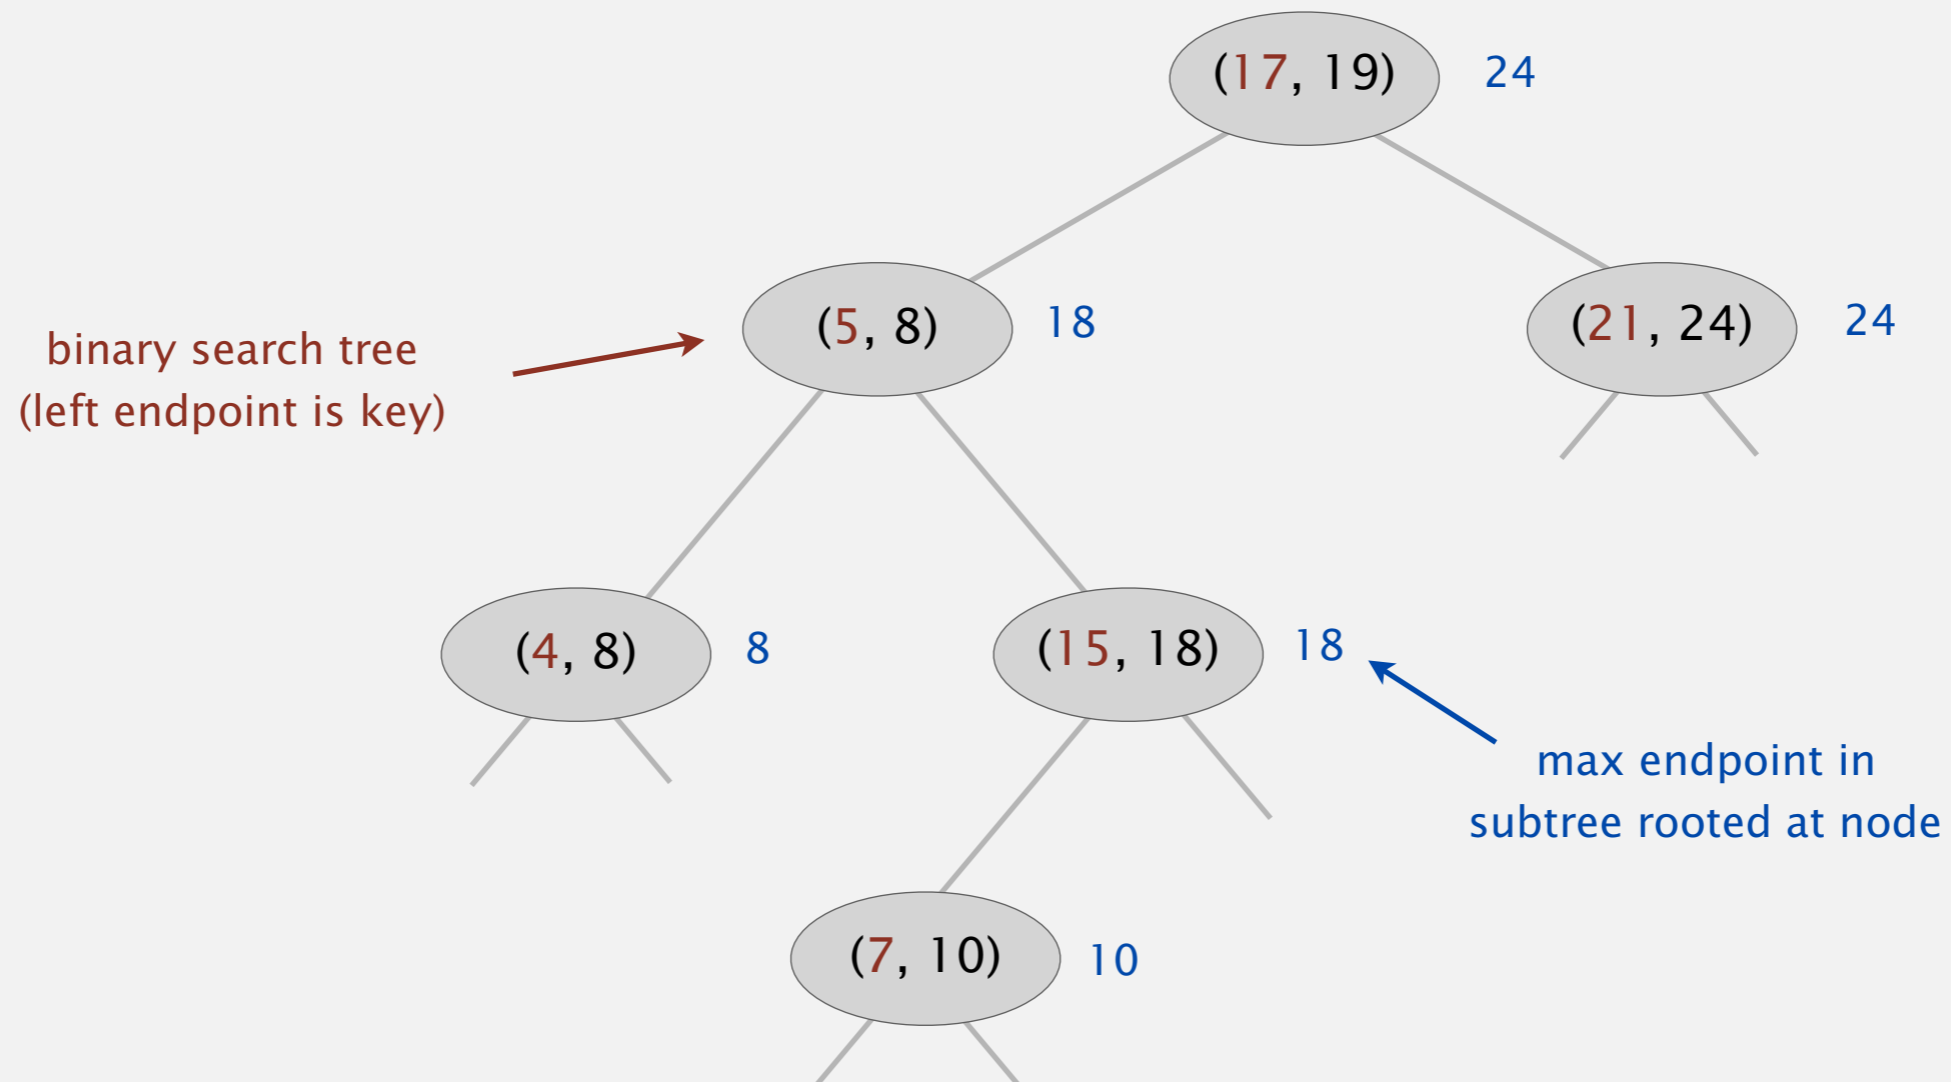 (17, 19) 24
(5, 8) 18
(21, 24) 24
binary search tree
(left endpoint is key)
(4, 8) 8
(15, 18) 18
max endpoint in
subtree rooted at node
(7, 10) 10